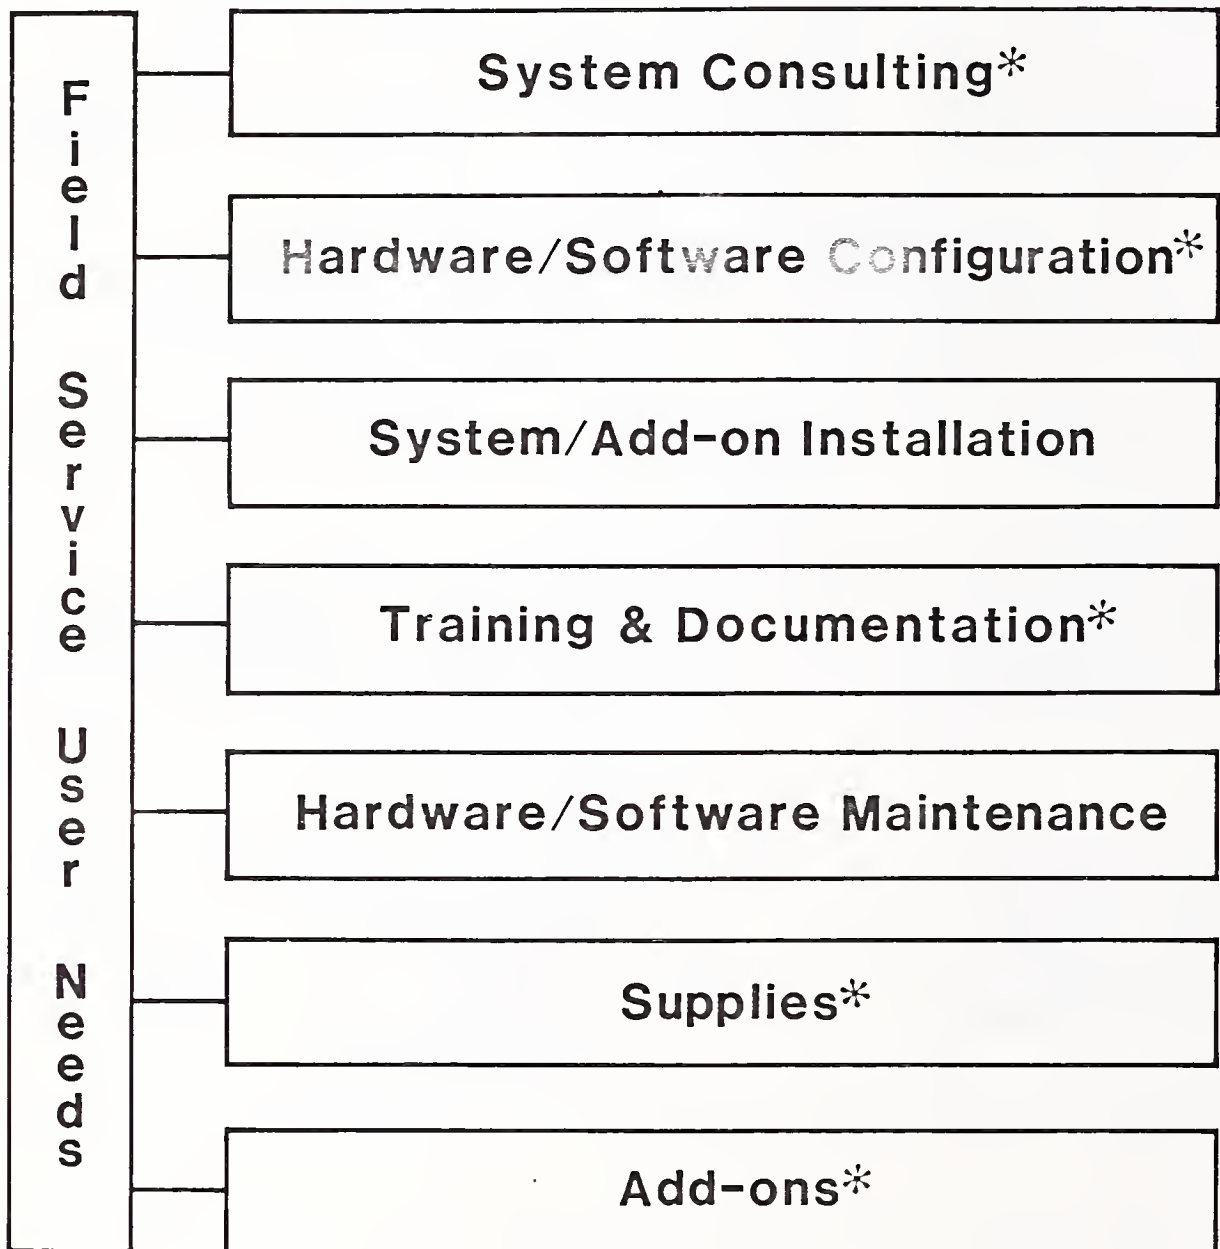 Field Service User Needs
System Consulting*
Hardware/Software Configuration*
System/Add-on Installation
Training & Documentation*
Hardware/Software Maintenance
Supplies*
Add-ons*